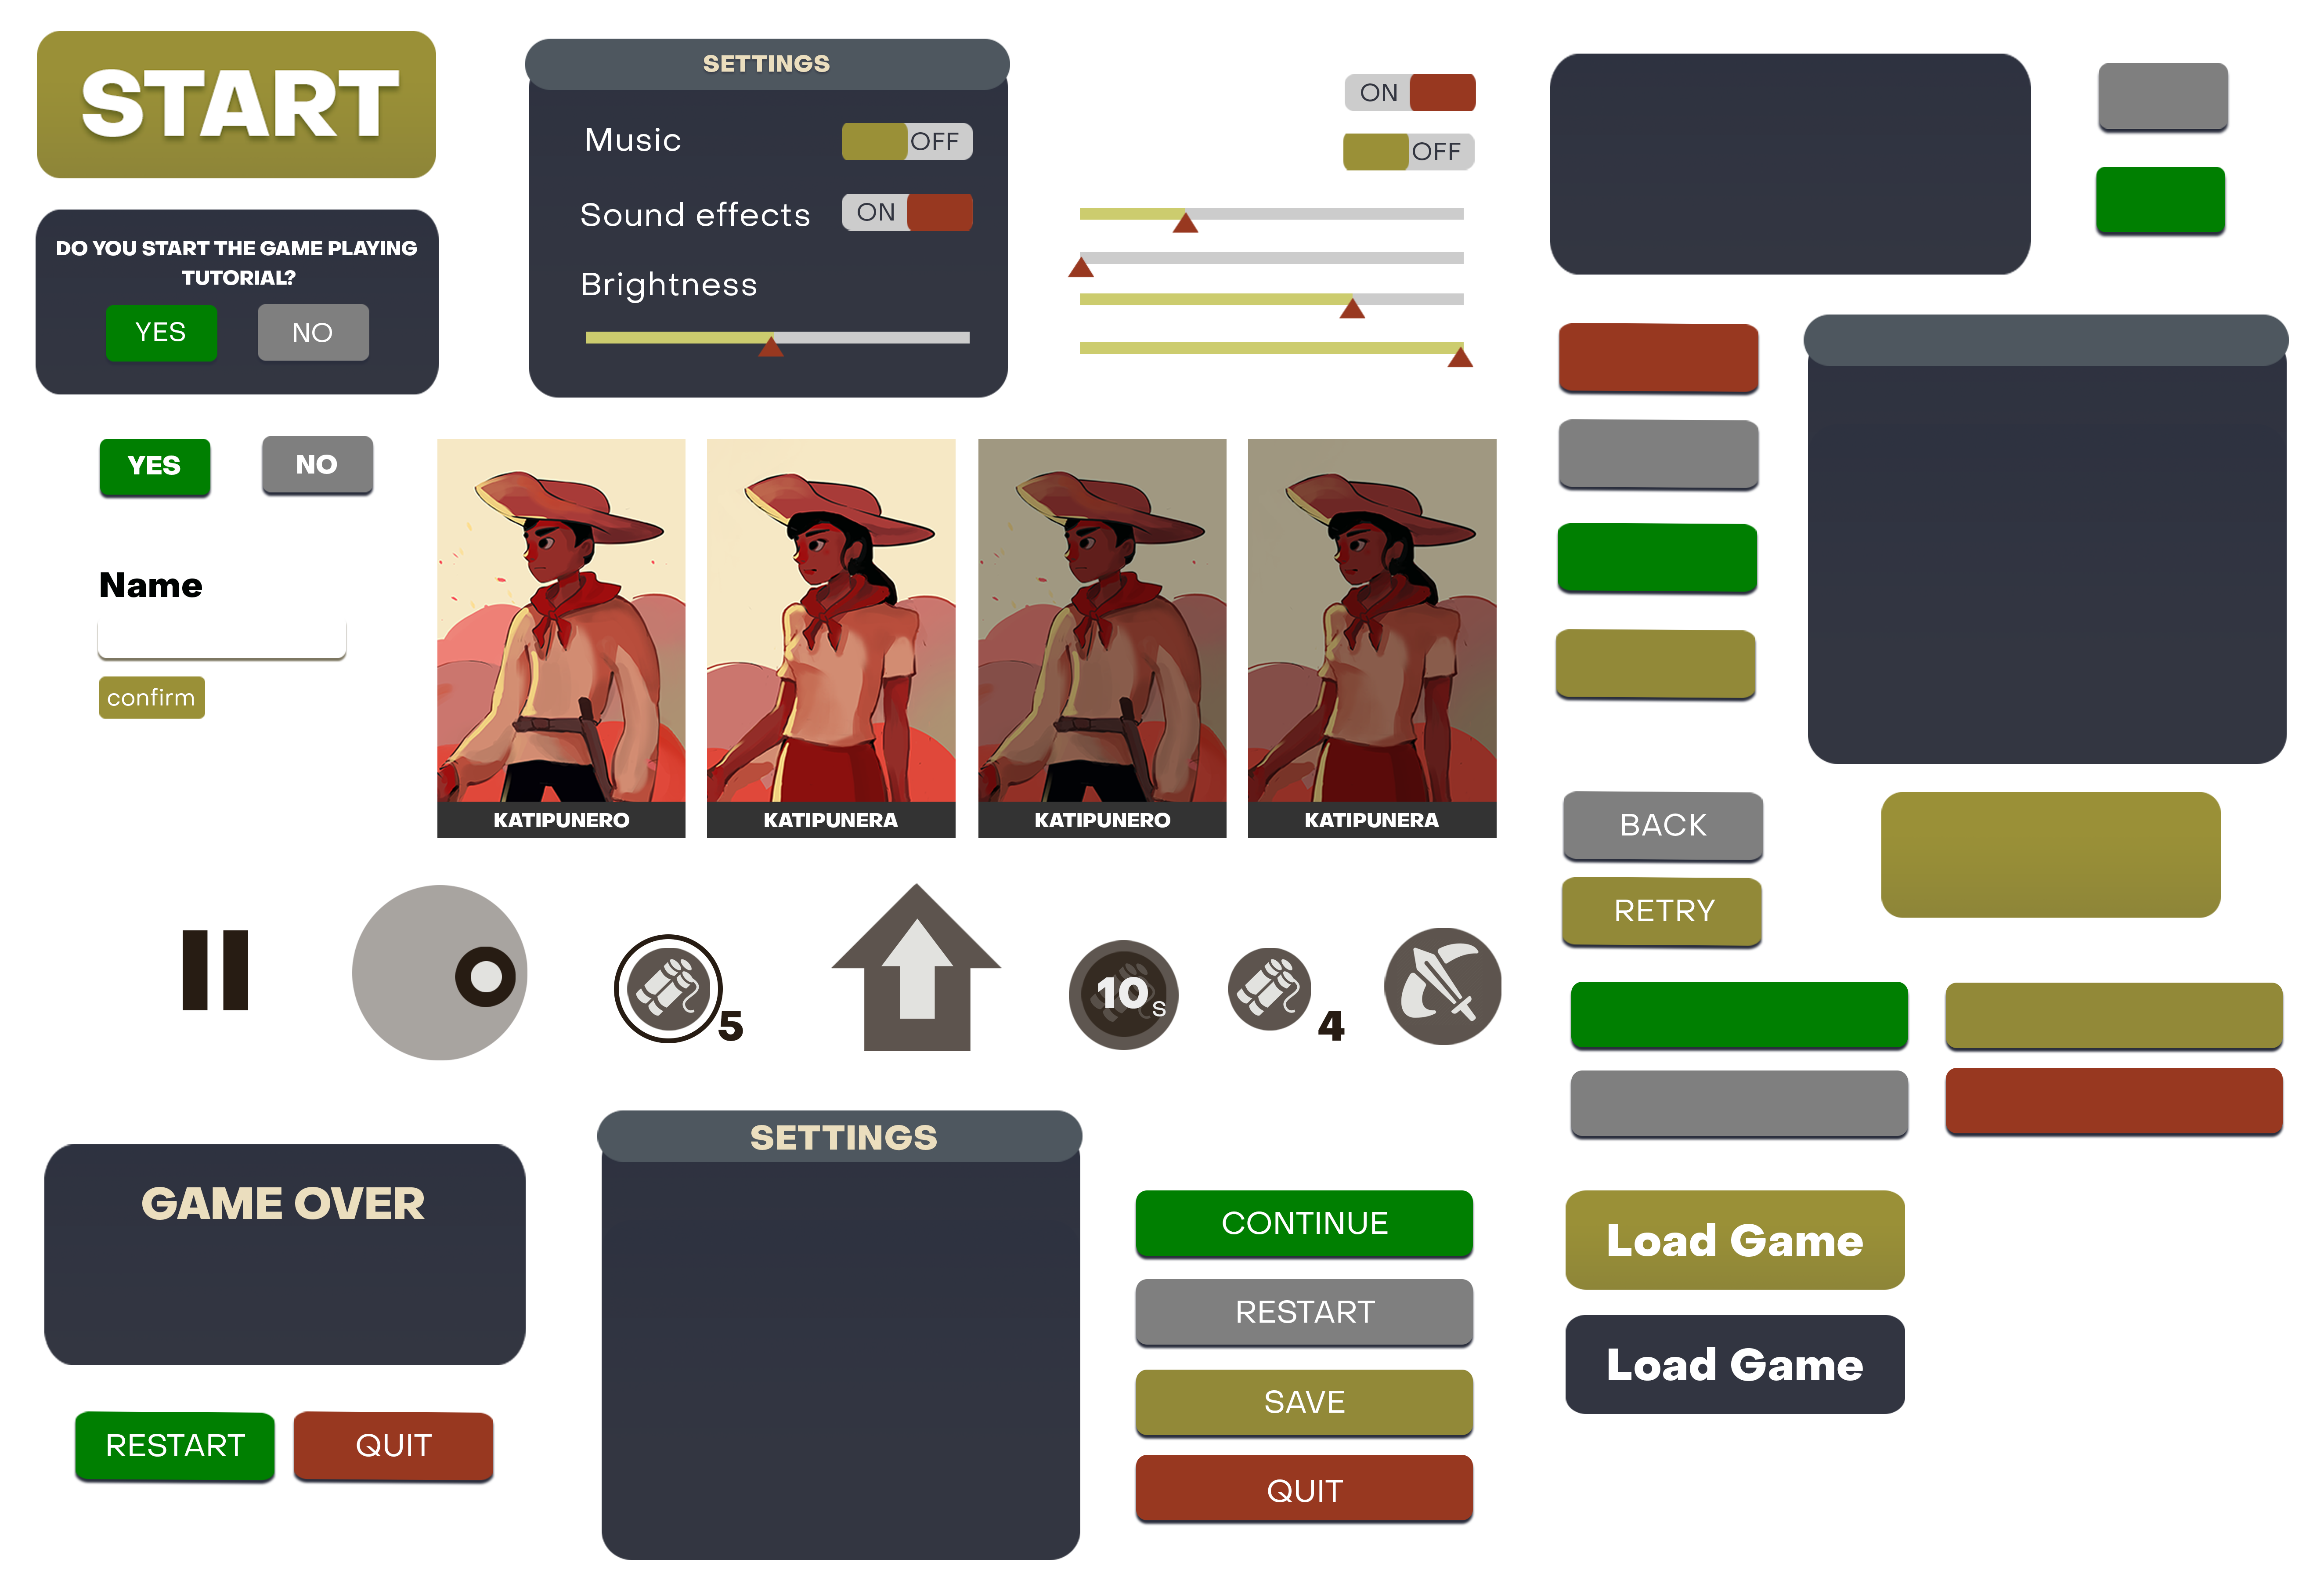 START
DO YOU START THE GAME PLAYING
TUTORIAL?
YES
NO
YES
NO
Name
confirm
SETTINGS
Music
OFF
Sound effects
ON
Brightness
ON
OFF
KATIPUNERO
KATIPUNERA
KATIPUNERO
KATIPUNERA
BACK
RETRY
5
10s
4
GAME OVER
RESTART
QUIT
SETTINGS
CONTINUE
RESTART
SAVE
QUIT
Load Game
Load Game